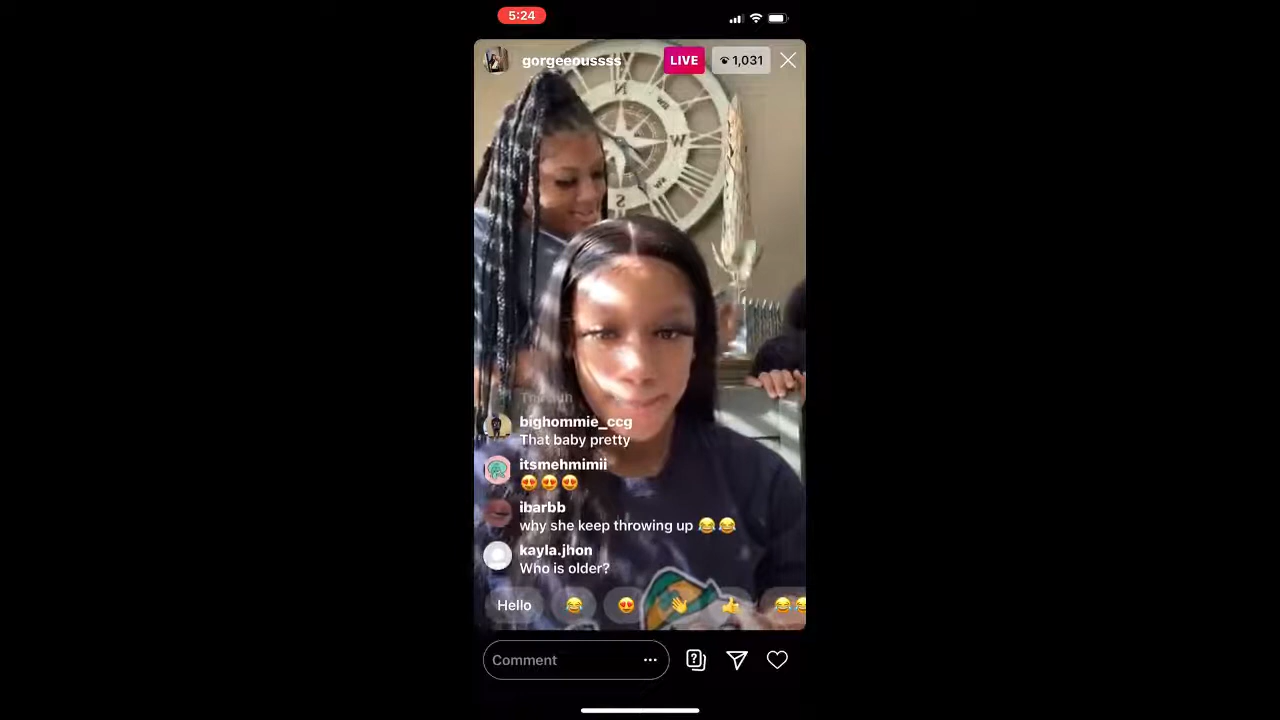 5:24
gorgeeoussss
LIVE
1,031
N
W
S
bighommie_ccg
That baby pretty
itsmehmimii
😍😍😍
ibarbb
why she keep throwing up 😂😂
kayla.jhon
Who is older?
Hello 😂 😍 👋 👍 😂😂
Comment